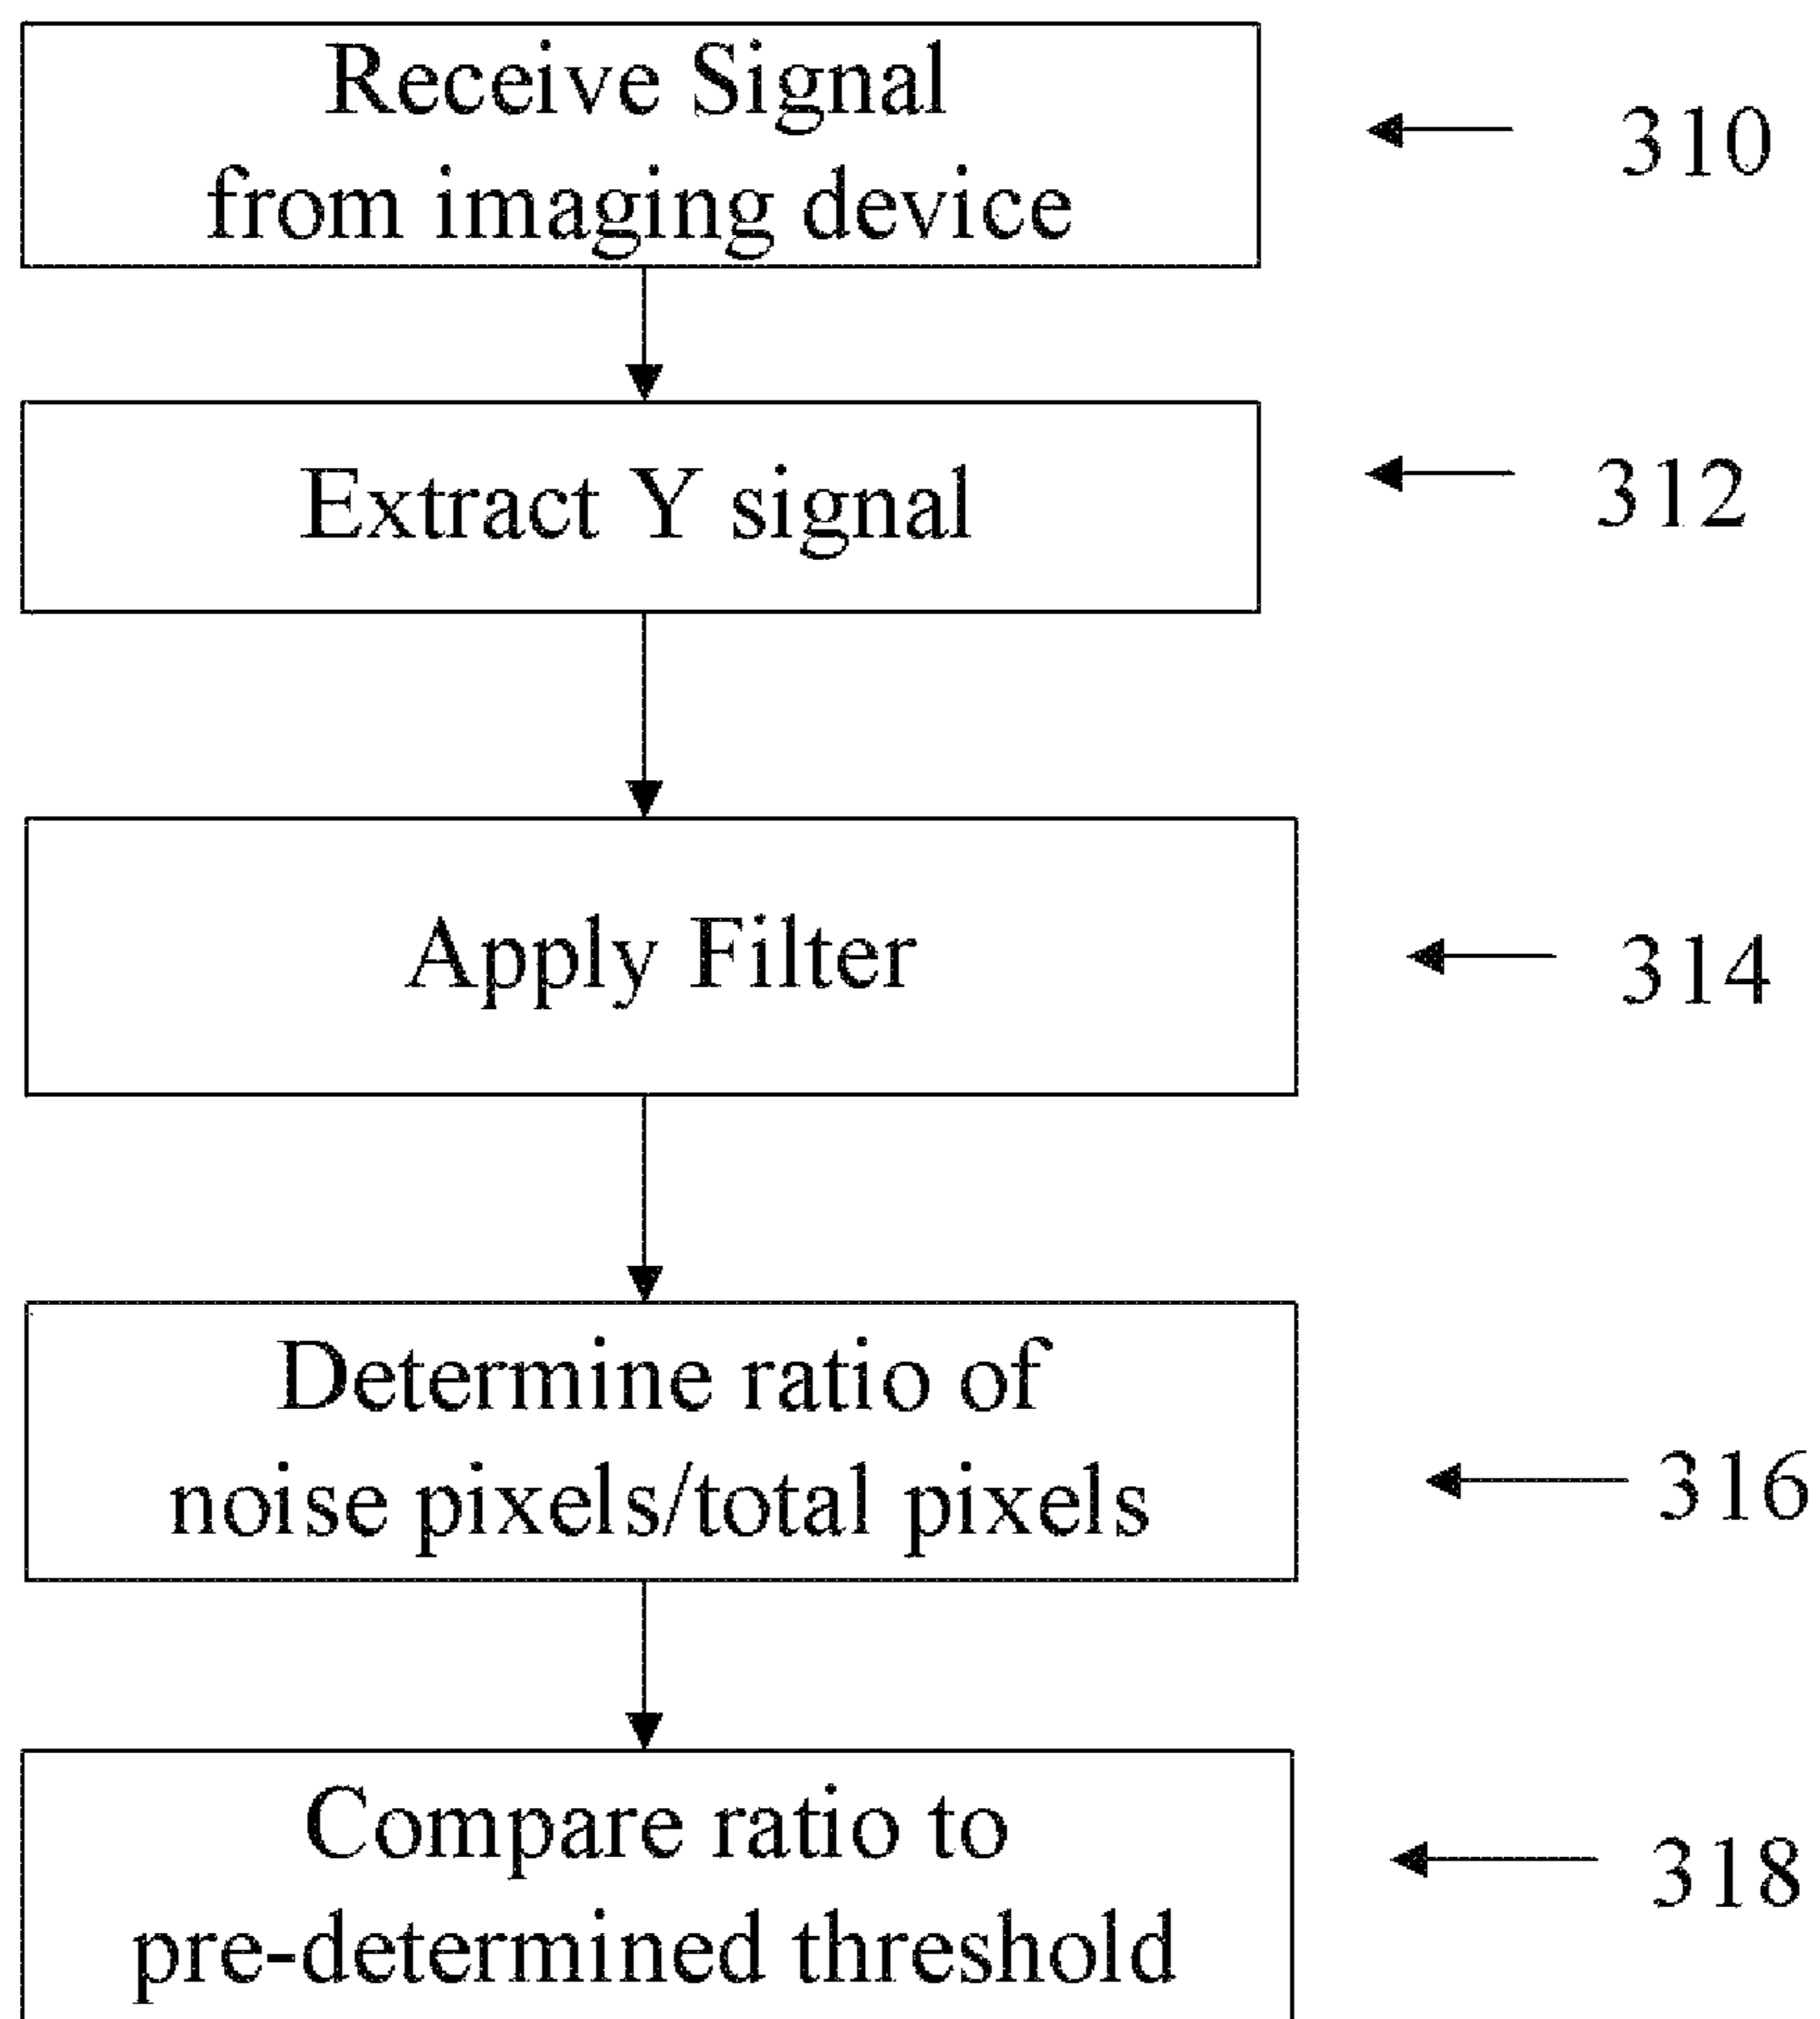 Receive Signal
from imaging device
310
Extract Y signal
312
Apply Filter
314
Determine ratio of
noise pixels/total pixels
316
Compare ratio to
pre-determined threshold
318